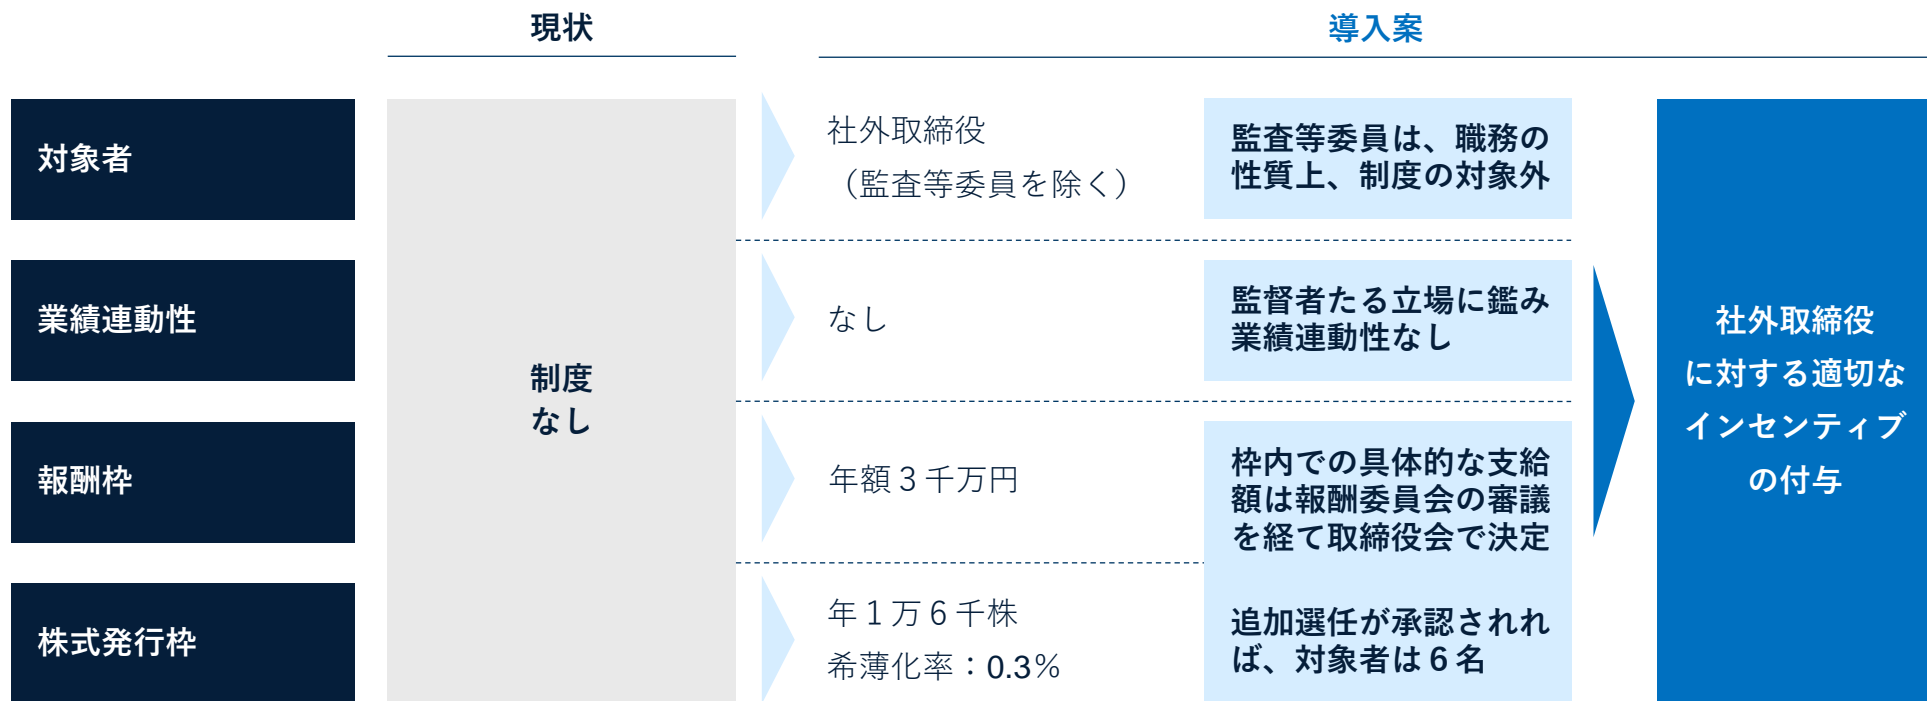 現状
導入案
対象者
制度
なし
社外取締役
（監査等委員を除く）
監査等委員は、職務の
性質上、制度の対象外
業績連動性
なし
監督者たる立場に鑑み
業績連動性なし
報酬枠
年額３千万円
枠内での具体的な支給
額は報酬委員会の審議
を経て取締役会で決定
株式発行枠
年１万６千株
希薄化率：0.3％
追加選任が承認されれ
ば、対象者は６名
社外取締役
に対する適切な
インセンティブ
の付与